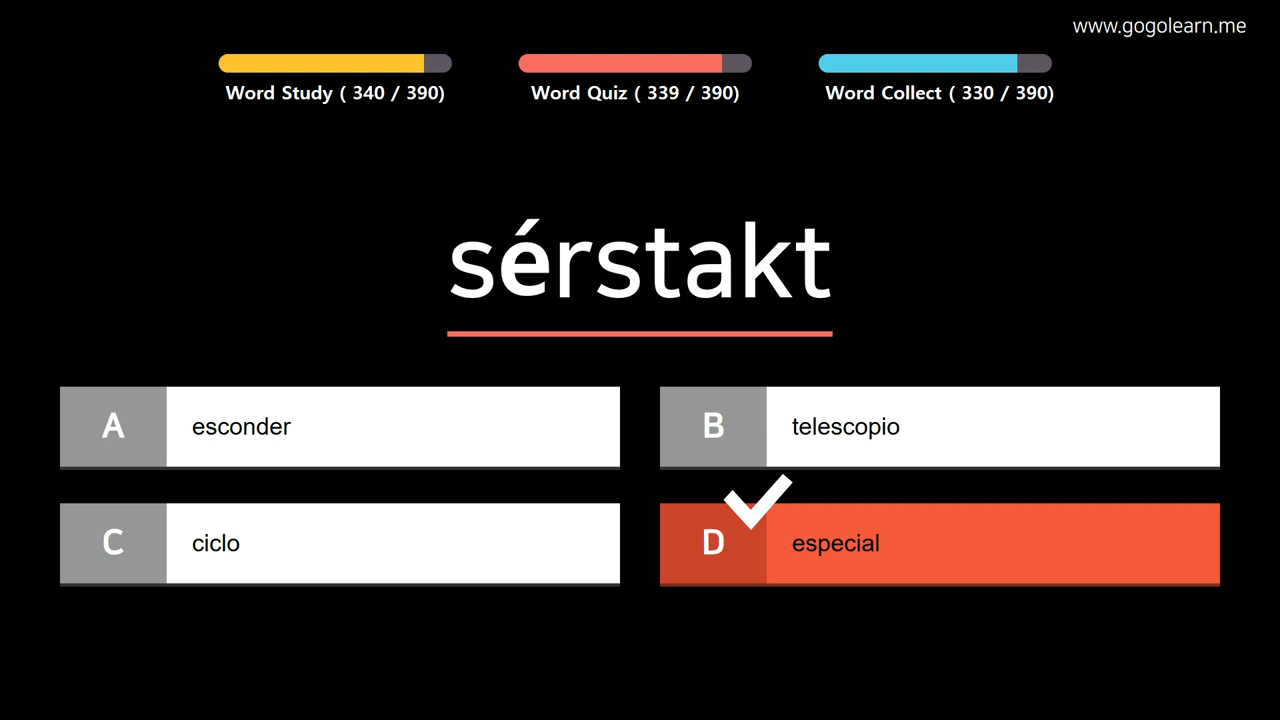 www.gogolearn.me
Word Study ( 340 / 390)
Word Quiz ( 339 / 390)
Word Collect ( 330 / 390)
sérstakt
A esconder
B telescopio
C ciclo
D especial